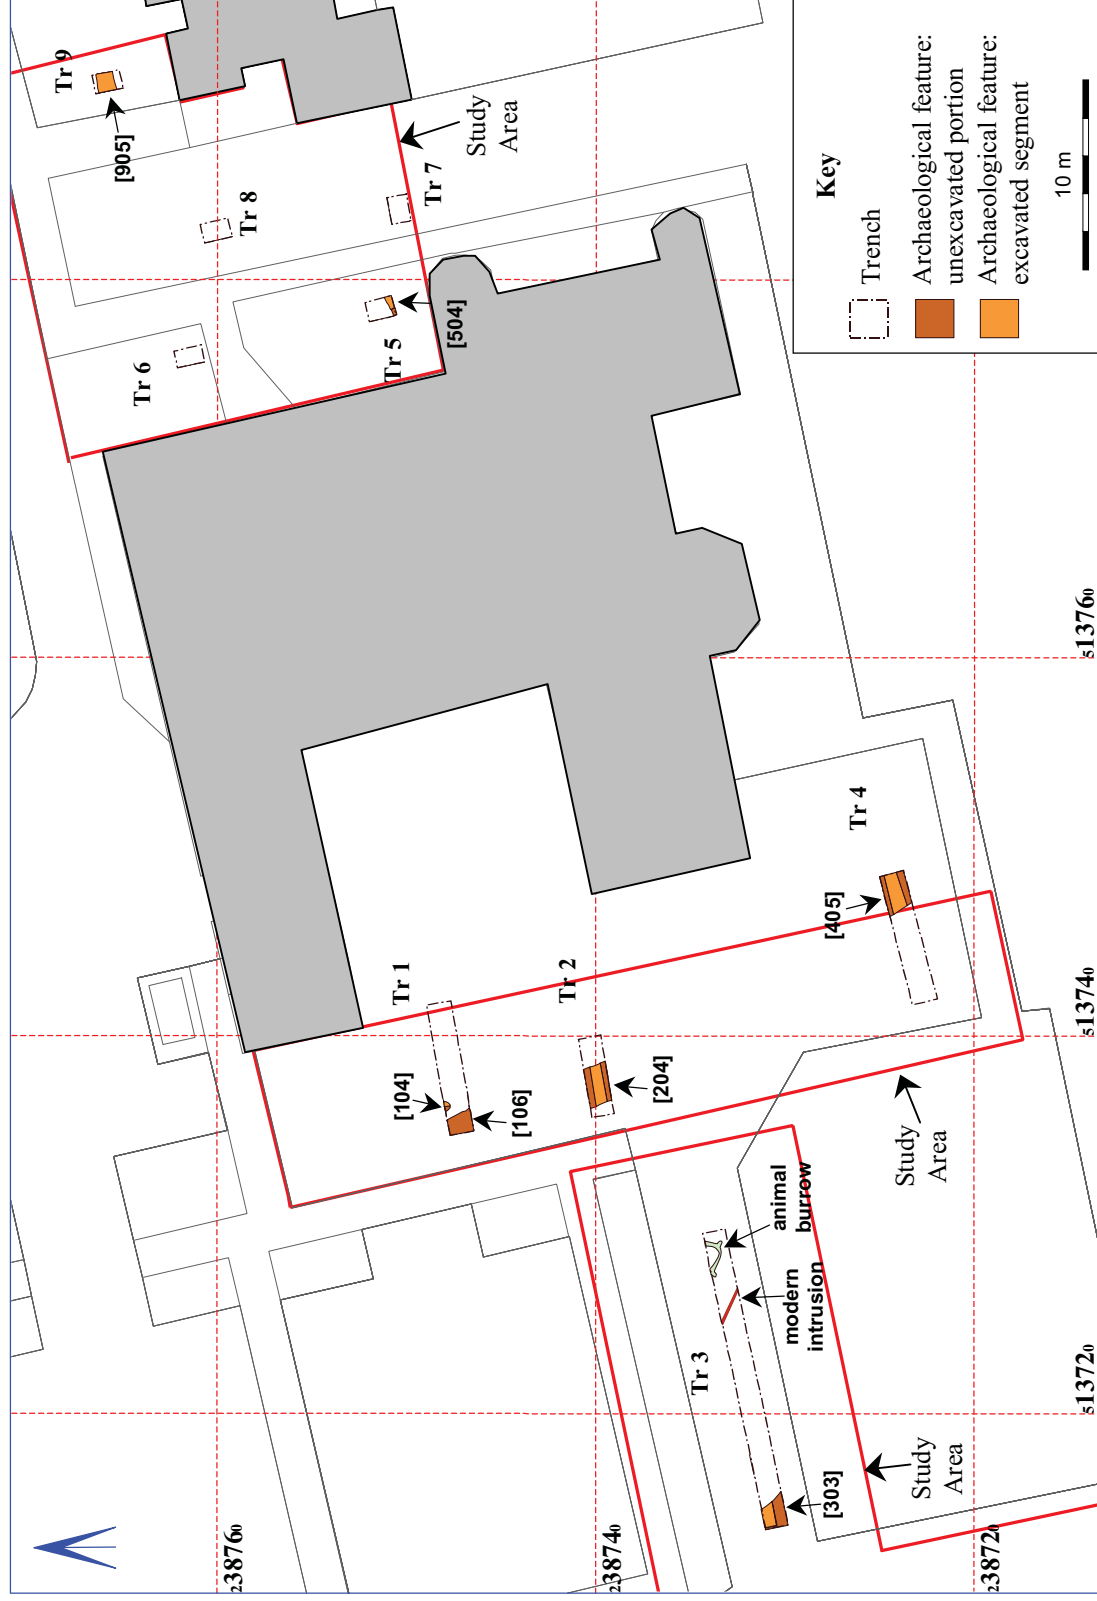 Tr 9
[905]
Tr 8
Study
Area
Tr 7
Tr 6
Tr 5
[504]
Key
Trench
Archaeological feature:
unexcavated portion
Archaeological feature:
excavated segment
10 m
Tr 1
[104]
[106]
Tr 2
[204]
Tr 4
[405]
Study
Area
Tr 3
animal
burrow
modern
intrusion
[303]
Study
Area
238760
238740
238720
513720
513740
513760